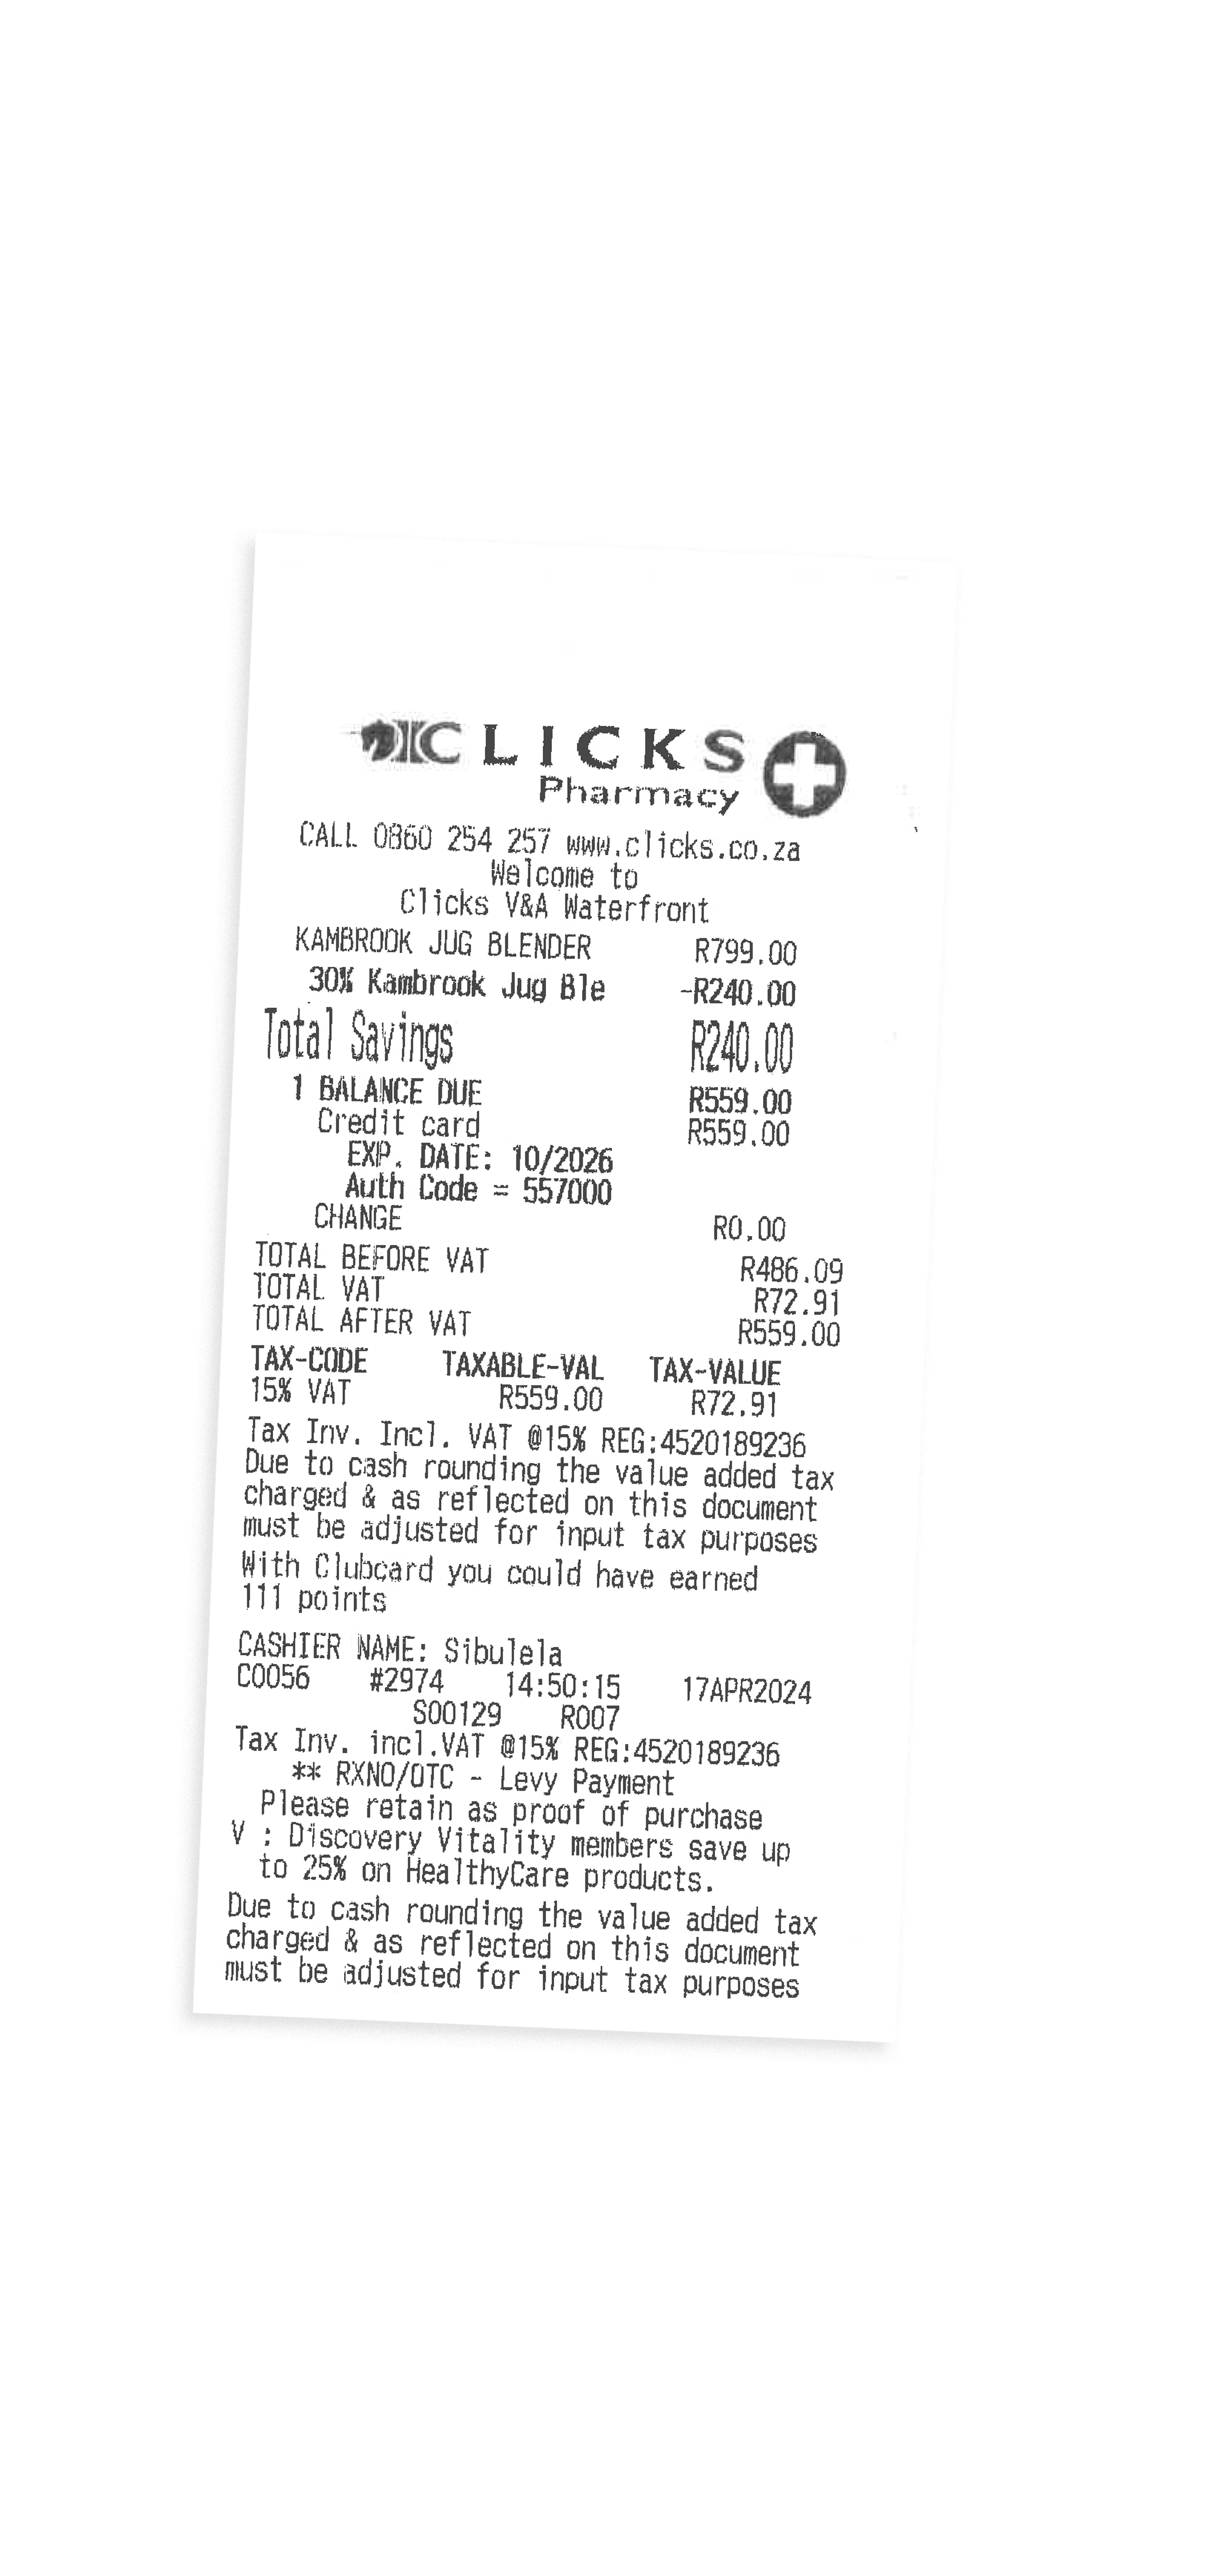 CLICKS
Pharmacy
CALL 0860 254 257 www.clicks.co.za
Welcome to
Clicks V&A Waterfront
KAMBROOK JUG BLENDER R799.00
30% Kambrook Jug Ble -R240.00
Total Savings R240.00
1 BALANCE DUE R559.00
Credit card R559.00
EXP. DATE: 10/2026
Auth Code = 557000
CHANGE R0.00
TOTAL BEFORE VAT R486.09
TOTAL VAT R72.91
TOTAL AFTER VAT R559.00
TAX-CODE TAXABLE-VAL TAX-VALUE
15% VAT R559.00 R72.91
Tax Inv. Incl. VAT @15% REG:4520189236
Due to cash rounding the value added tax
charged & as reflected on this document
must be adjusted for input tax purposes
With Clubcard you could have earned
111 points
CASHIER NAME: Sibulela
C0056 #2974 14:50:15 17APR2024
S00129 R007
Tax Inv. incl.VAT @15% REG:4520189236
** RXNO/OTC - Levy Payment
Please retain as proof of purchase
V : Discovery Vitality members save up
to 25% on HealthyCare products.
Due to cash rounding the value added tax
charged & as reflected on this document
must be adjusted for input tax purposes